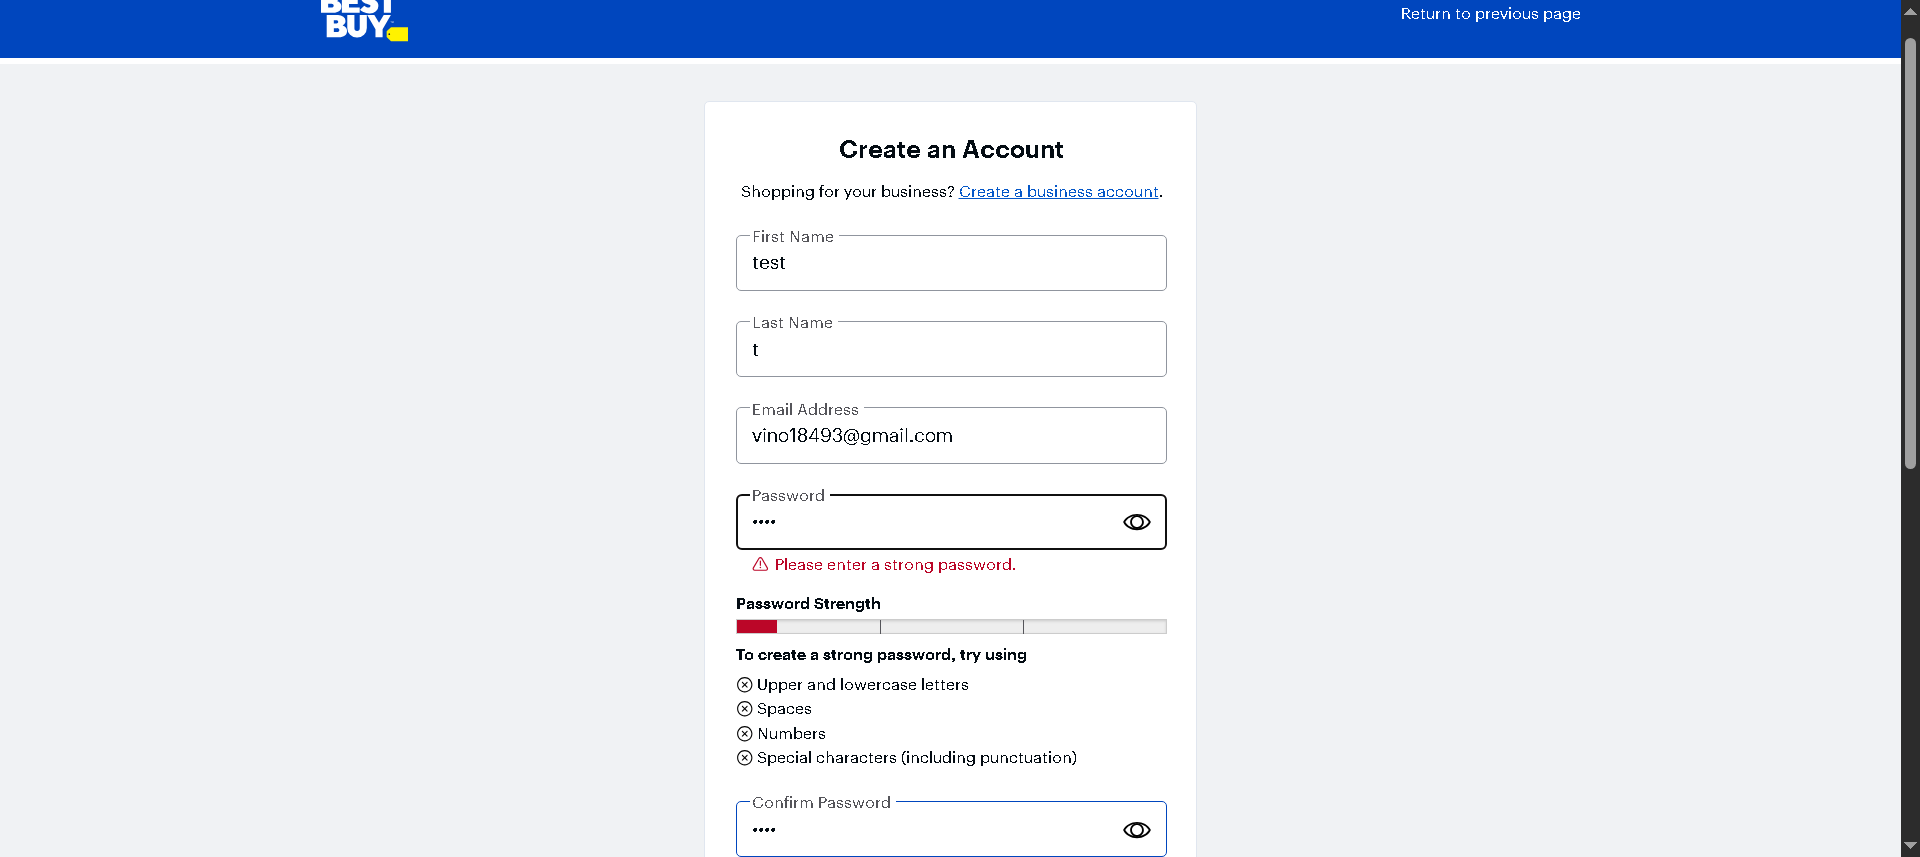 BEST
BUY
Return to previous page
Create an Account
Shopping for your business? Create a business account.
First Name
test
Last Name
t
Email Address
vino18493@gmail.com
Password
••••
Please enter a strong password.
Password Strength
To create a strong password, try using
Upper and lowercase letters
Spaces
Numbers
Special characters (including punctuation)
Confirm Password
••••